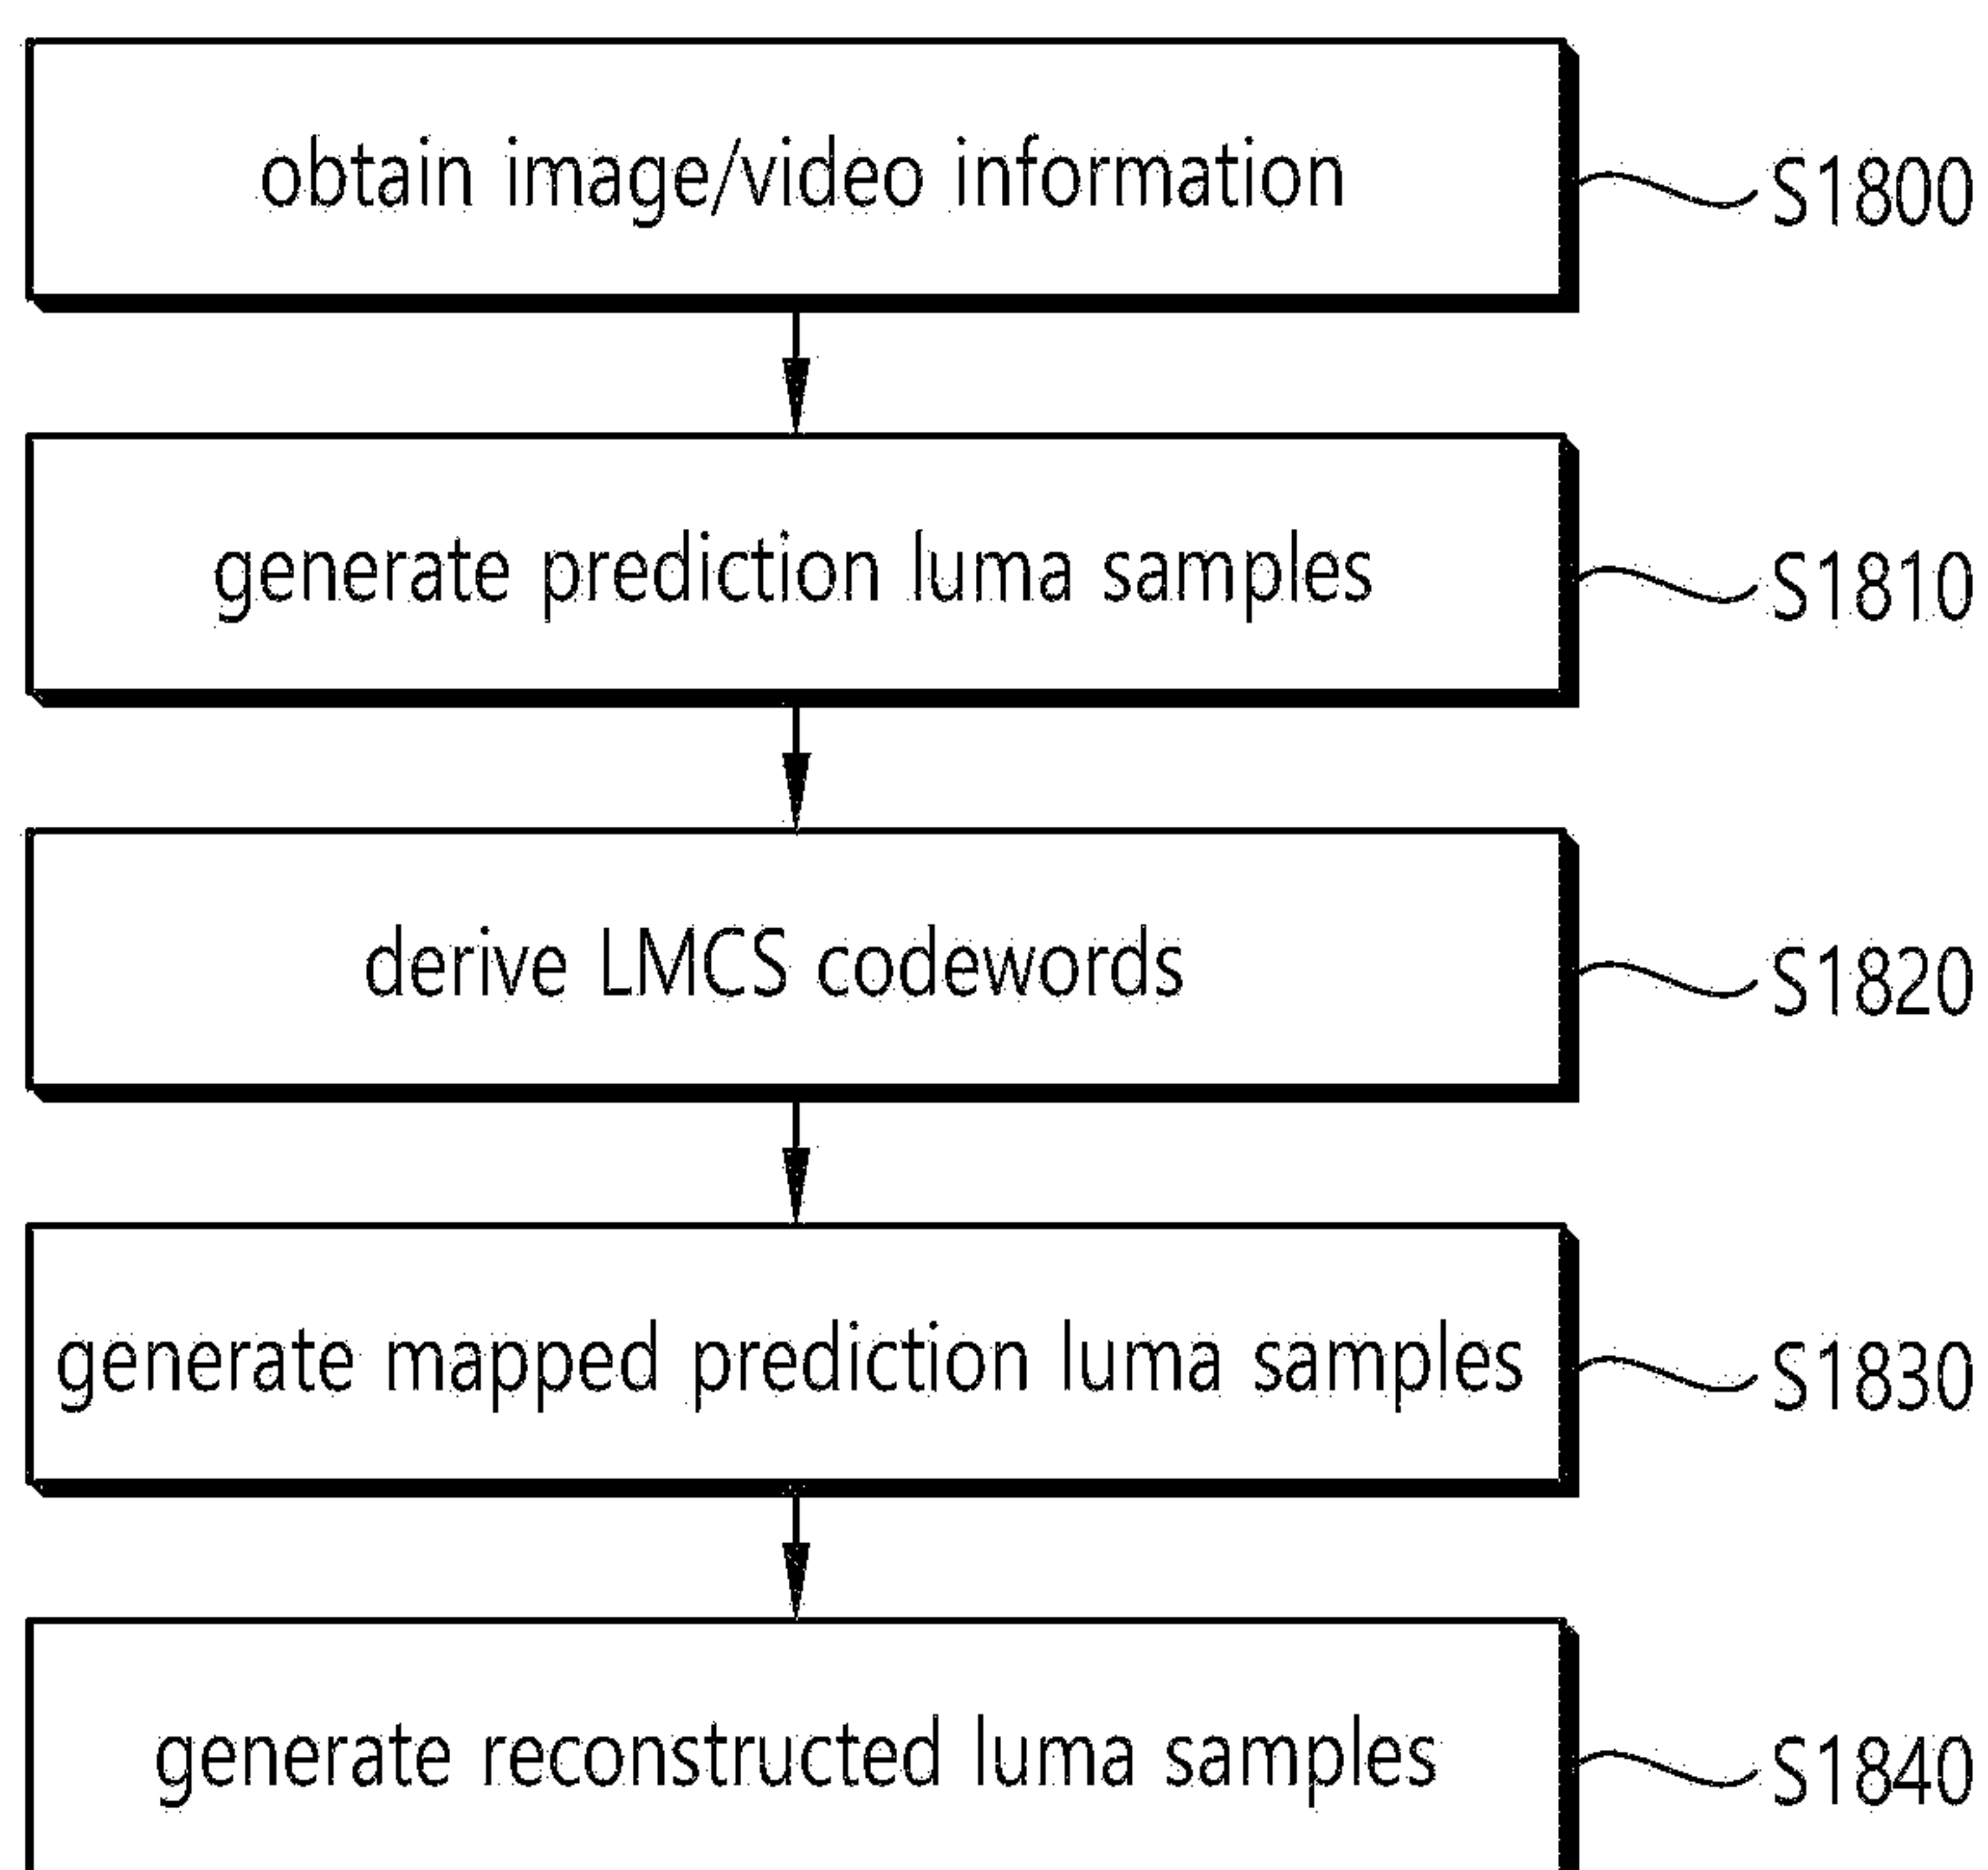 obtain image/video information
S1800
generate prediction luma samples
S1810
derive LMCS codewords
S1820
generate mapped prediction luma samples
S1830
generate reconstructed luma samples
S1840